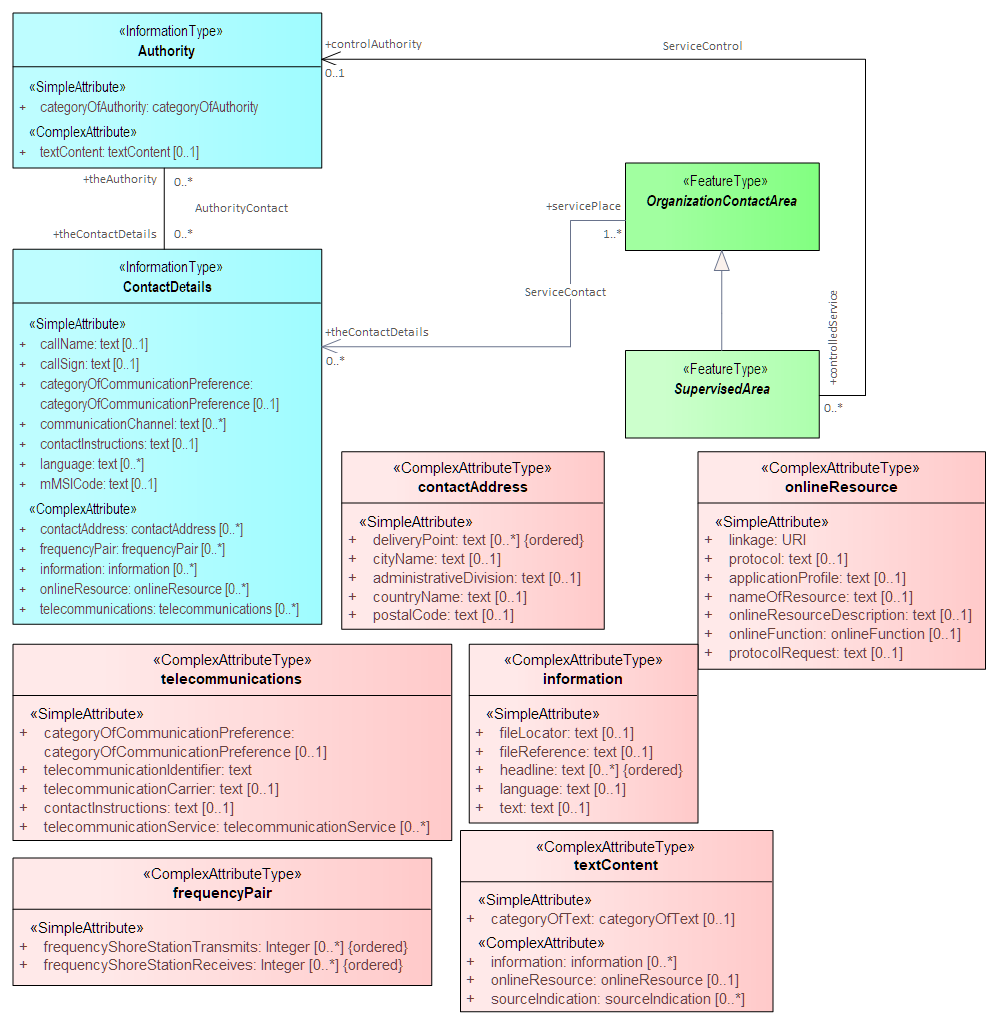 «InformationType»
Authority
«SimpleAttribute»
+ categoryOfAuthority: categoryOfAuthority
«ComplexAttribute»
+ textContent: textContent [0..1]
+controlAuthority
0..1
ServiceControl
+theAuthority
0..*
AuthorityContact
+theContactDetails
0..*
«FeatureType»
OrganizationContactArea
+servicePlace
1..*
ServiceContact
+theContactDetails
0..*
«FeatureType»
SupervisedArea
+controlledService
0..*
«InformationType»
ContactDetails
«SimpleAttribute»
+ callName: text [0..1]
+ callSign: text [0..1]
+ categoryOfCommunicationPreference:
categoryOfCommunicationPreference [0..1]
+ communicationChannel: text [0..*]
+ contactInstructions: text [0..1]
+ language: text [0..*]
+ mMSICode: text [0..1]
«ComplexAttribute»
+ contactAddress: contactAddress [0..*]
+ frequencyPair: frequencyPair [0..*]
+ information: information [0..*]
+ onlineResource: onlineResource [0..*]
+ telecommunications: telecommunications [0..*]
«ComplexAttributeType»
contactAddress
«SimpleAttribute»
+ deliveryPoint: text [0..*] {ordered}
+ cityName: text [0..1]
+ administrativeDivision: text [0..1]
+ countryName: text [0..1]
+ postalCode: text [0..1]
«ComplexAttributeType»
onlineResource
«SimpleAttribute»
+ linkage: URI
+ protocol: text [0..1]
+ applicationProfile: text [0..1]
+ nameOfResource: text [0..1]
+ onlineResourceDescription: text [0..1]
+ onlineFunction: onlineFunction [0..1]
+ protocolRequest: text [0..1]
«ComplexAttributeType»
telecommunications
«SimpleAttribute»
+ categoryOfCommunicationPreference:
categoryOfCommunicationPreference [0..1]
+ telecommunicationIdentifier: text
+ telecommunicationCarrier: text [0..1]
+ contactInstructions: text [0..1]
+ telecommunicationService: telecommunicationService [0..*]
«ComplexAttributeType»
information
«SimpleAttribute»
+ fileLocator: text [0..1]
+ fileReference: text [0..1]
+ headline: text [0..*] {ordered}
+ language: text [0..1]
+ text: text [0..1]
«ComplexAttributeType»
frequencyPair
«SimpleAttribute»
+ frequencyShoreStationTransmits: Integer [0..*] {ordered}
+ frequencyShoreStationReceives: Integer [0..*] {ordered}
«ComplexAttributeType»
textContent
«SimpleAttribute»
+ categoryOfText: categoryOfText [0..1]
«ComplexAttribute»
+ information: information [0..*]
+ onlineResource: onlineResource [0..1]
+ sourceIndication: sourceIndication [0..*]